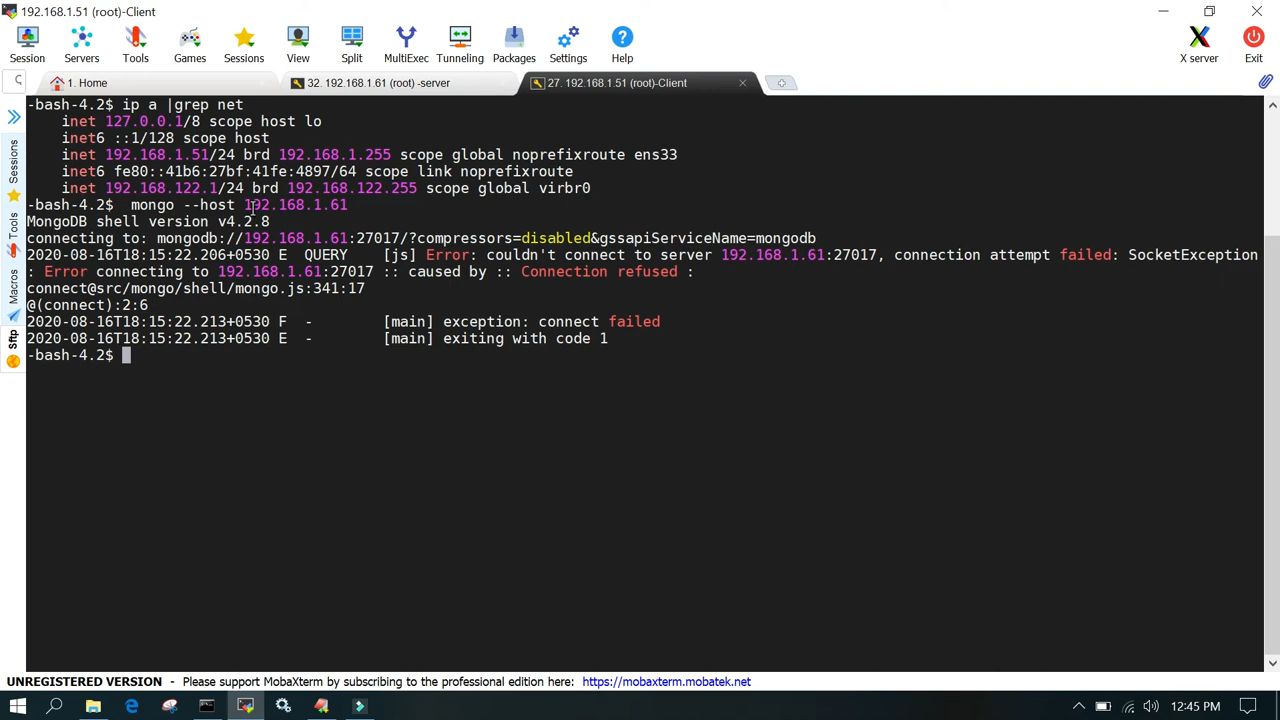 192.168.1.51 (root)-Client
Session Servers Tools Games Sessions View Split MultiExec Tunneling Packages Settings Help X server Exit
1. Home 32. 192.168.1.61 (root) -server 27. 192.168.1.51 (root)-Client
-bash-4.2$ ip a |grep net
inet 127.0.0.1/8 scope host lo
inet6 ::1/128 scope host
inet 192.168.1.51/24 brd 192.168.1.255 scope global noprefixroute ens33
inet6 fe80::41b6:27bf:41fe:4897/64 scope link noprefixroute
inet 192.168.122.1/24 brd 192.168.122.255 scope global virbr0
-bash-4.2$  mongo --host 192.168.1.61
MongoDB shell version v4.2.8
connecting to: mongodb://192.168.1.61:27017/?compressors=disabled&gssapiServiceName=mongodb
2020-08-16T18:15:22.206+0530 E  QUERY    [js] Error: couldn't connect to server 192.168.1.61:27017, connection attempt failed: SocketException
: Error connecting to 192.168.1.61:27017 :: caused by :: Connection refused :
connect@src/mongo/shell/mongo.js:341:17
@(connect):2:6
2020-08-16T18:15:22.213+0530 F  -        [main] exception: connect failed
2020-08-16T18:15:22.213+0530 E  -        [main] exiting with code 1
-bash-4.2$
Sessions
Tools
Macros
Sftp
UNREGISTERED VERSION - Please support MobaXterm by subscribing to the professional edition here: https://mobaxterm.mobatek.net
12:45 PM